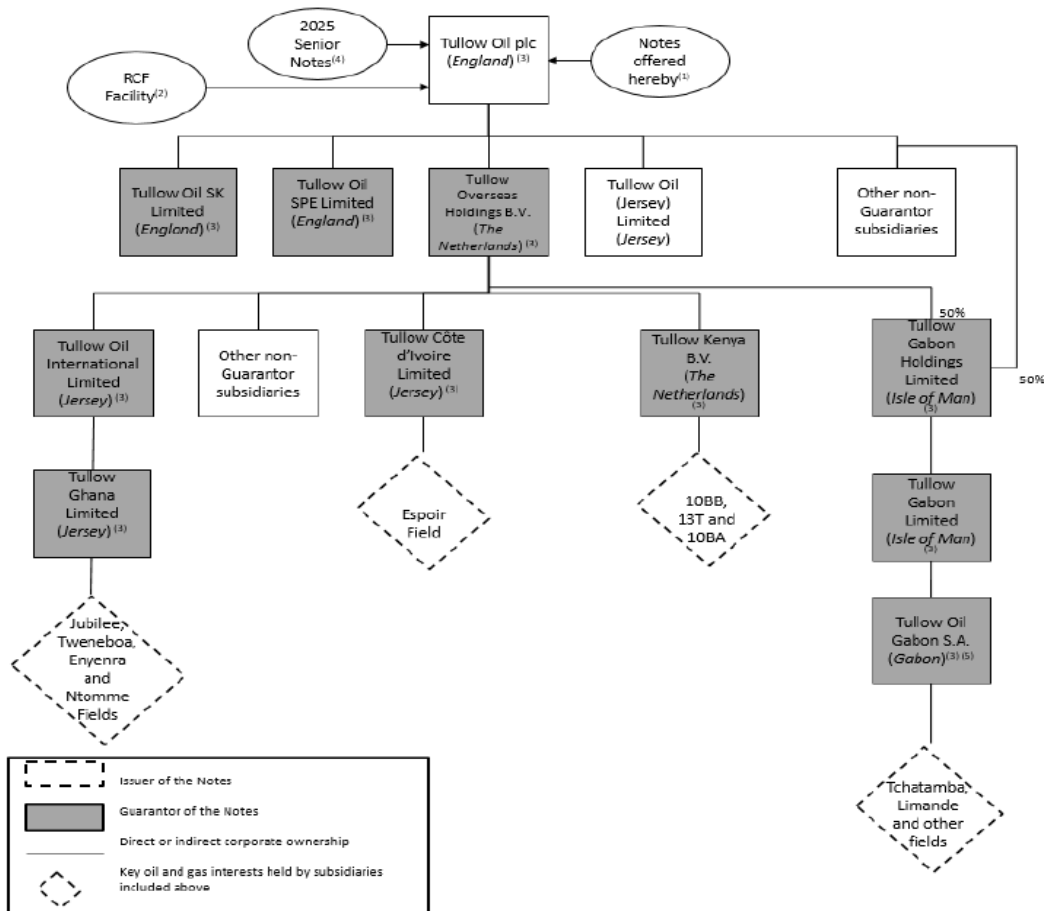 2025
Senior
Notes(4)
Tullow Oil plc
(England) (3)
Notes
offered
hereby(1)
RCF
Facility(2)
Tullow Oil SK
Limited
(England) (3)
Tullow Oil
SPE Limited
(England) (3)
Tullow
Overseas
Holdings B.V.
(The
Netherlands) (3)
Tullow Oil
(Jersey)
Limited
(Jersey)
Other non-
Guarantor
subsidiaries
50%
50%
Tullow Oil
International
Limited
(Jersey) (3)
Other non-
Guarantor
subsidiaries
Tullow Côte
d'Ivoire
Limited
(Jersey) (3)
Tullow Kenya
B.V.
(The
Netherlands)
(3)
Tullow
Gabon
Holdings
Limited
(Isle of Man)
(3)
Tullow
Ghana
Limited
(Jersey) (3)
Espoir
Field
10BB,
13T and
10BA
Tullow
Gabon
Limited
(Isle of Man)
(3)
Jubilee,
Tweneboa,
Enyenra
and
Ntomme
Fields
Tullow Oil
Gabon S.A.
(Gabon)(3) (5)
Tchatamba,
Limande
and other
fields
Issuer of the Notes
Guarantor of the Notes
Direct or indirect corporate ownership
Key oil and gas interests held by subsidiaries
included above